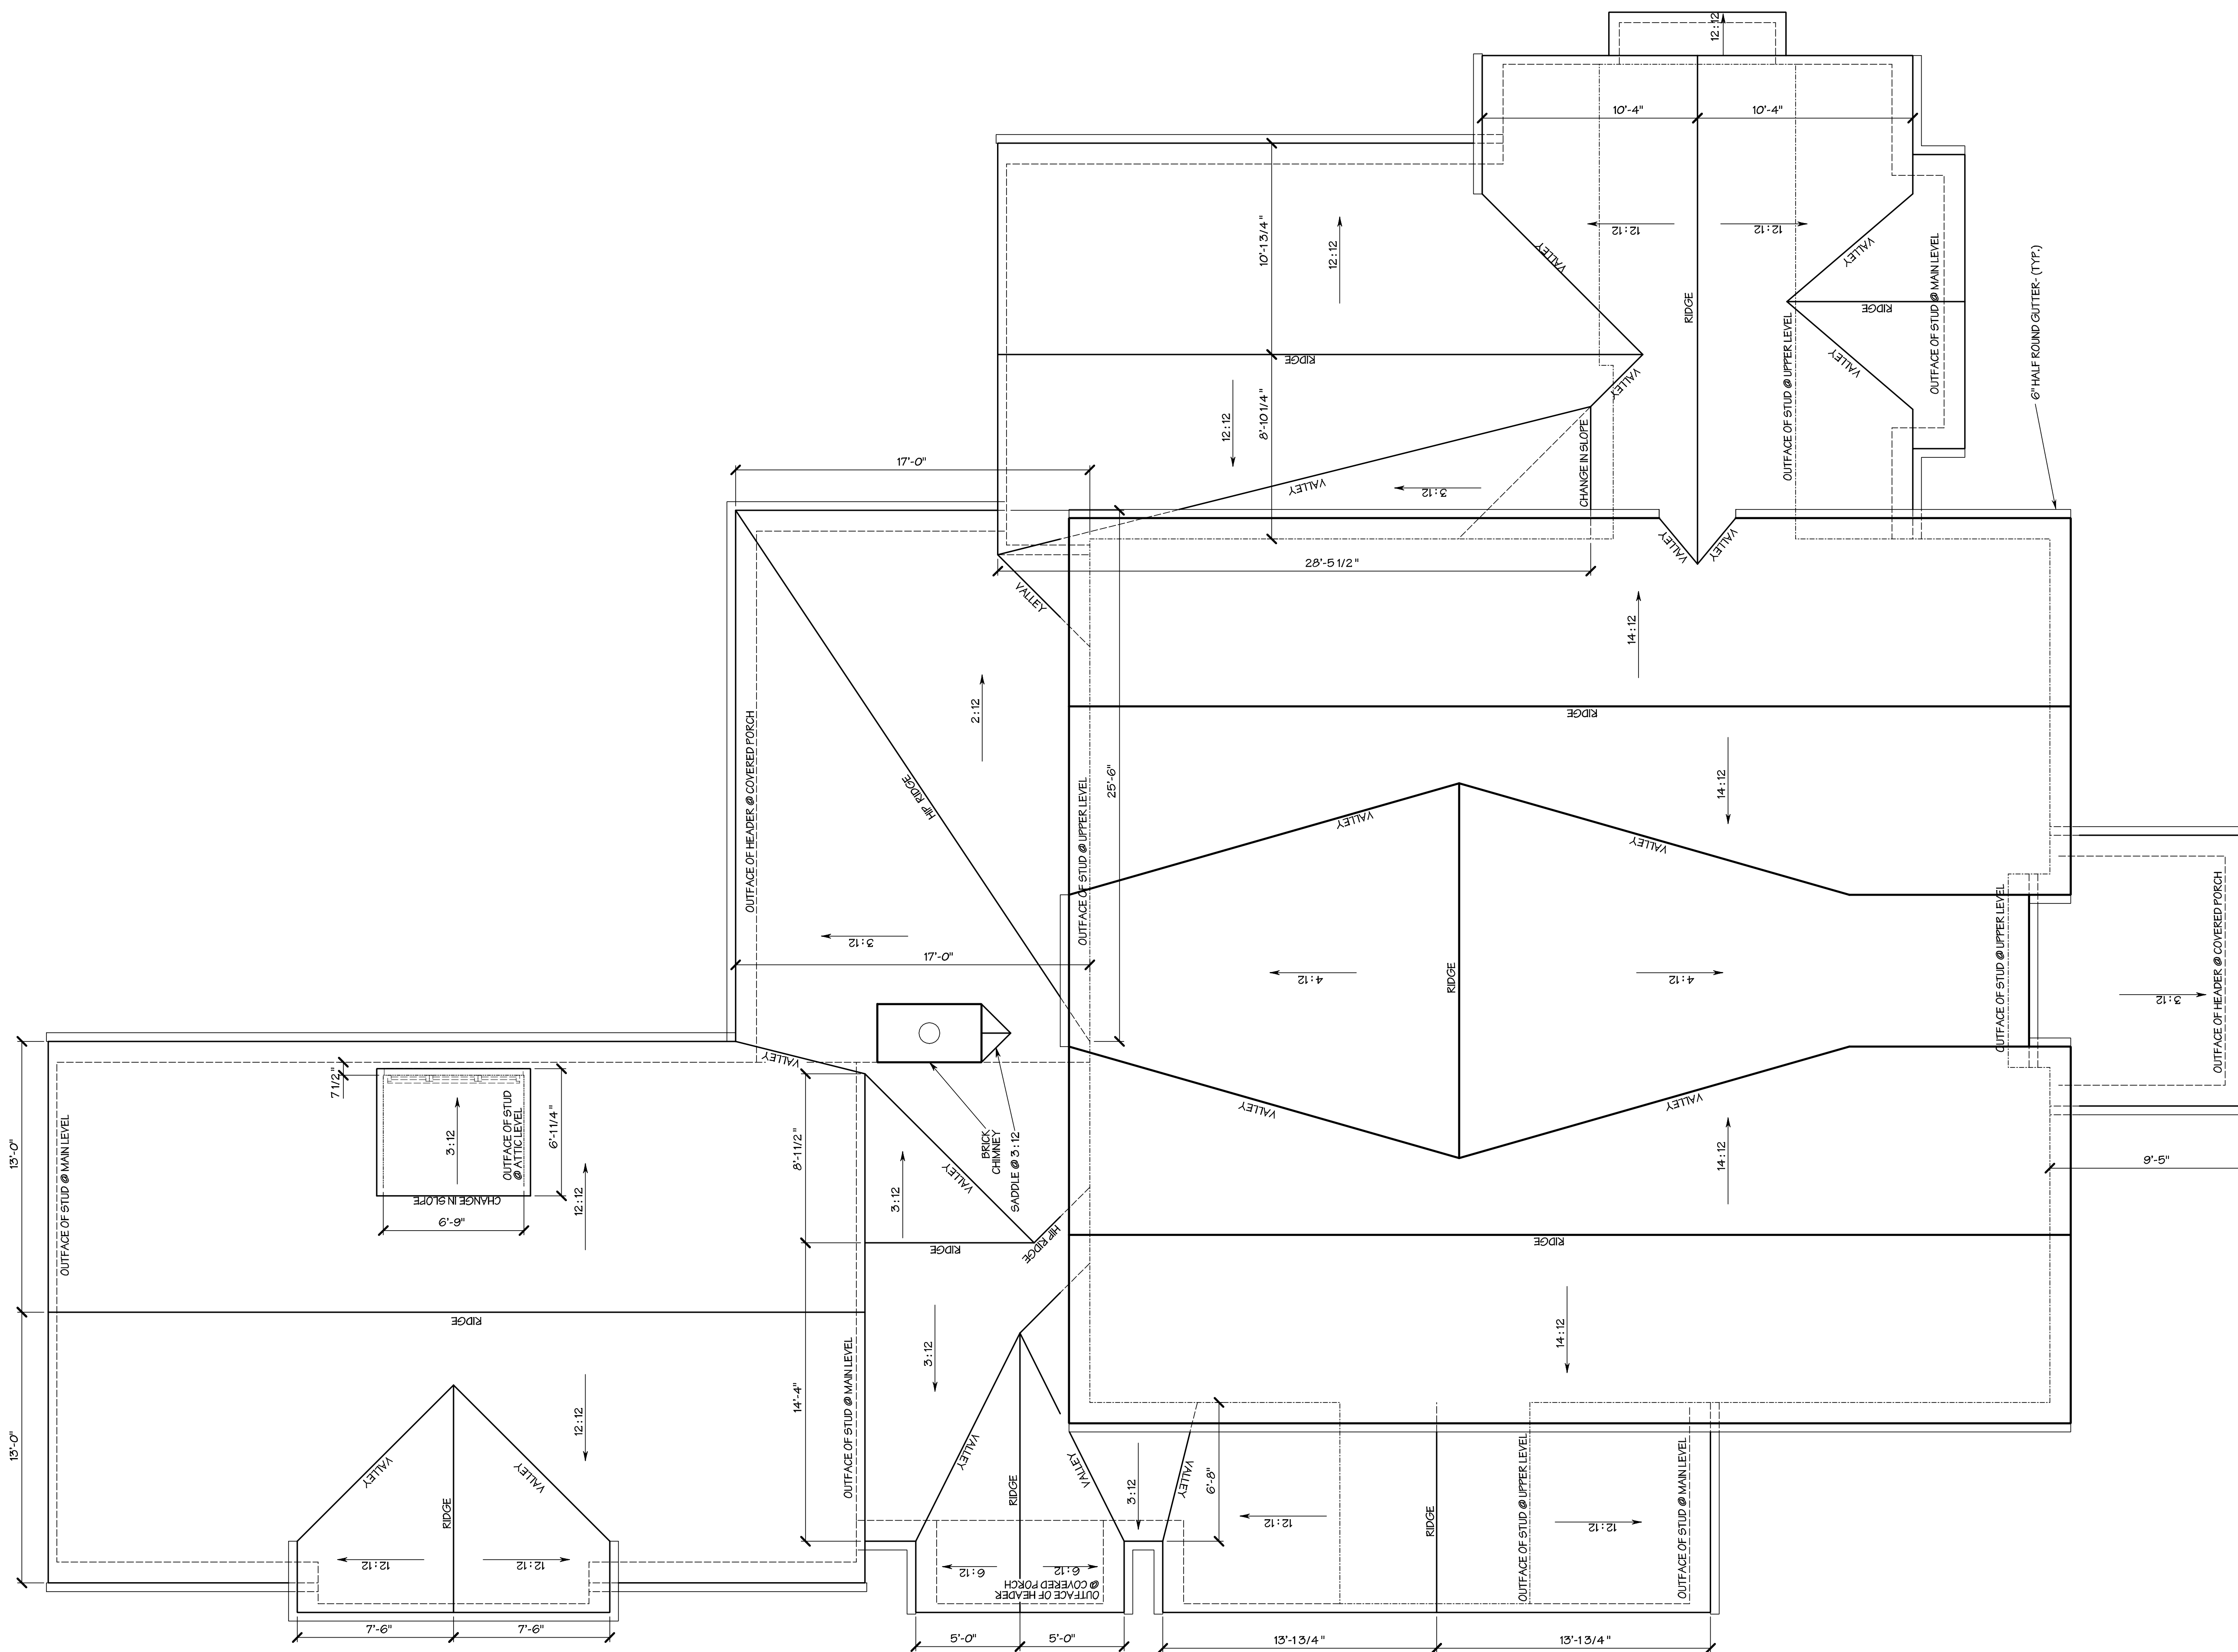 12:12
10'-4"
10'-4"
10'-1 3/4"
12:12
12:12
12:12
VALLEY
VALLEY
RIDGE
RIDGE
OUTFACE OF STUD @ MAIN LEVEL
6" HALF ROUND GUTTER- (TYP.)
RIDGE
VALLEY
VALLEY
OUTFACE OF STUD @ UPPER LEVEL
12:12
8'-10 1/4"
CHANGE IN SLOPE
17'-0"
VALLEY
3:12
VALLEY
VALLEY
28'-5 1/2"
VALLEY
14:12
2:12
RIDGE
OUTFACE OF HEADER @ COVERED PORCH
HIP RIDGE
25'-6"
OUTFACE OF STUD @ UPPER LEVEL
14:12
VALLEY
VALLEY
3:12
17'-0"
4:12
RIDGE
4:12
OUTFACE OF STUD @ UPPER LEVEL
3:12
OUTFACE OF HEADER @ COVERED PORCH
VALLEY
7 1/2"
3:12
OUTFACE OF STUD
@ ATTIC LEVEL
6'-1 1/4"
CHANGE IN SLOPE
6'-9"
13'-0"
OUTFACE OF STUD @ MAIN LEVEL
12:12
8'-1 1/2"
3:12
VALLEY
BRICK
CHIMNEY
SADDLE @ 3:12
VALLEY
VALLEY
14:12
9'-5"
RIDGE
HIP RIDGE
RIDGE
RIDGE
3:12
14:12
13'-0"
12:12
14'-4"
OUTFACE OF STUD @ MAIN LEVEL
VALLEY
VALLEY
RIDGE
VALLEY
RIDGE
VALLEY
3:12
VALLEY
6'-8"
12:12
RIDGE
OUTFACE OF STUD @ UPPER LEVEL
12:12
OUTFACE OF STUD @ MAIN LEVEL
12:12
12:12
6:12
6:12
OUTFACE OF HEADER
@ COVERED PORCH
7'-6"
7'-6"
5'-0"
5'-0"
13'-1 3/4"
13'-1 3/4"